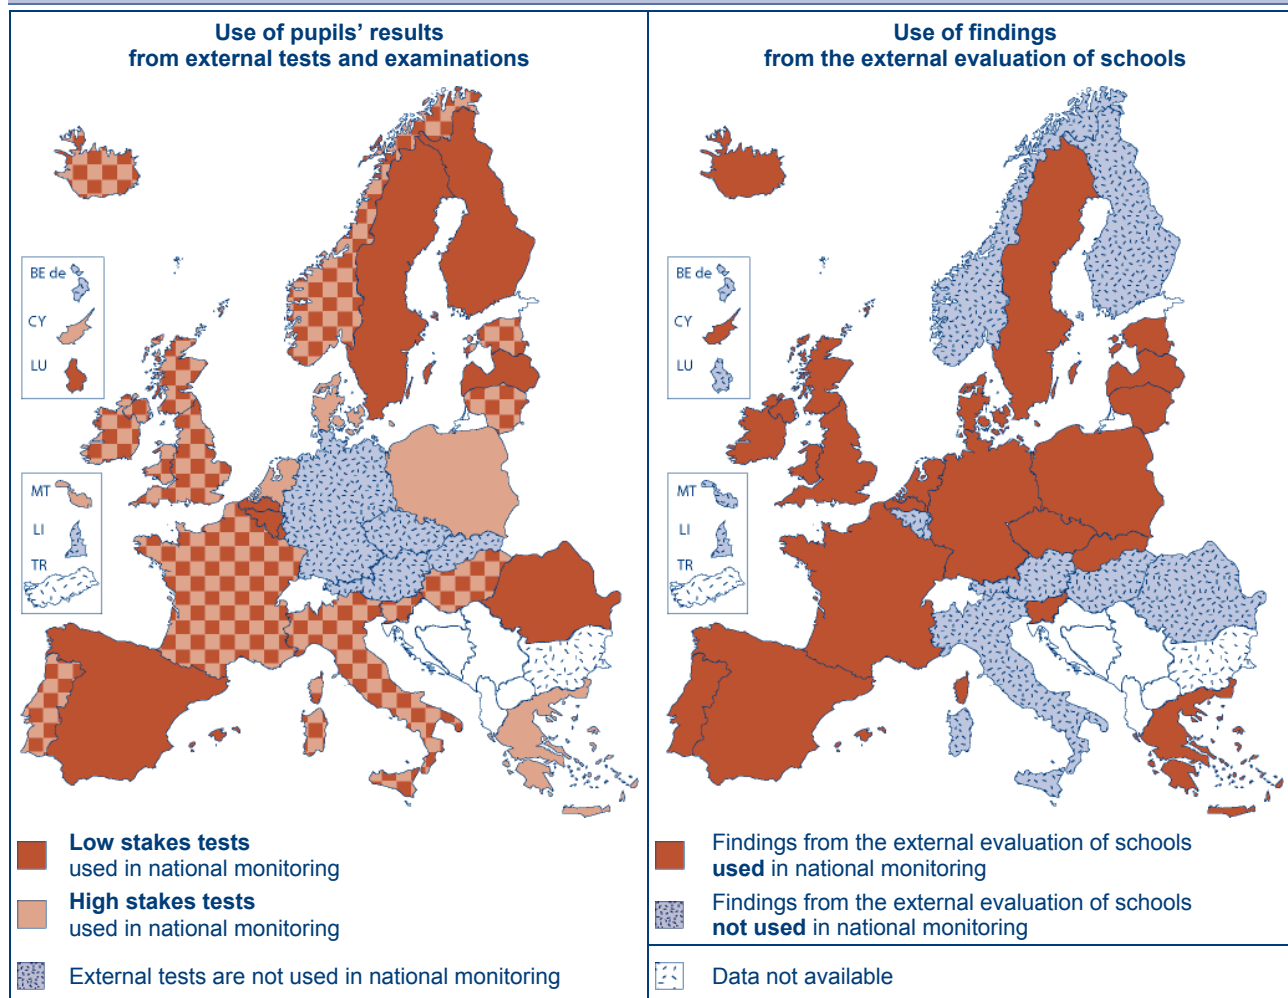 Use of pupils’ results
from external tests and examinations
BE de
CY
LU
MT
LI
TR
Low stakes tests
used in national monitoring
High stakes tests
used in national monitoring
External tests are not used in national monitoring
Use of findings
from the external evaluation of schools
BE de
CY
LU
MT
LI
TR
Findings from the external evaluation of schools
used in national monitoring
Findings from the external evaluation of schools
not used in national monitoring
Data not available